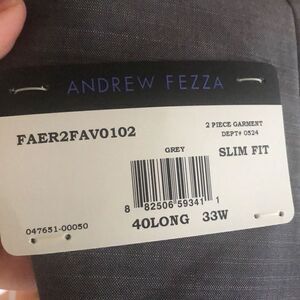 ANDREW FEZZA
FAER2FAV0102
2 PIECE GARMENT
DEPT# 0524
GREY
SLIM FIT
8 82506 59341 1
047651-00050
40LONG 33W